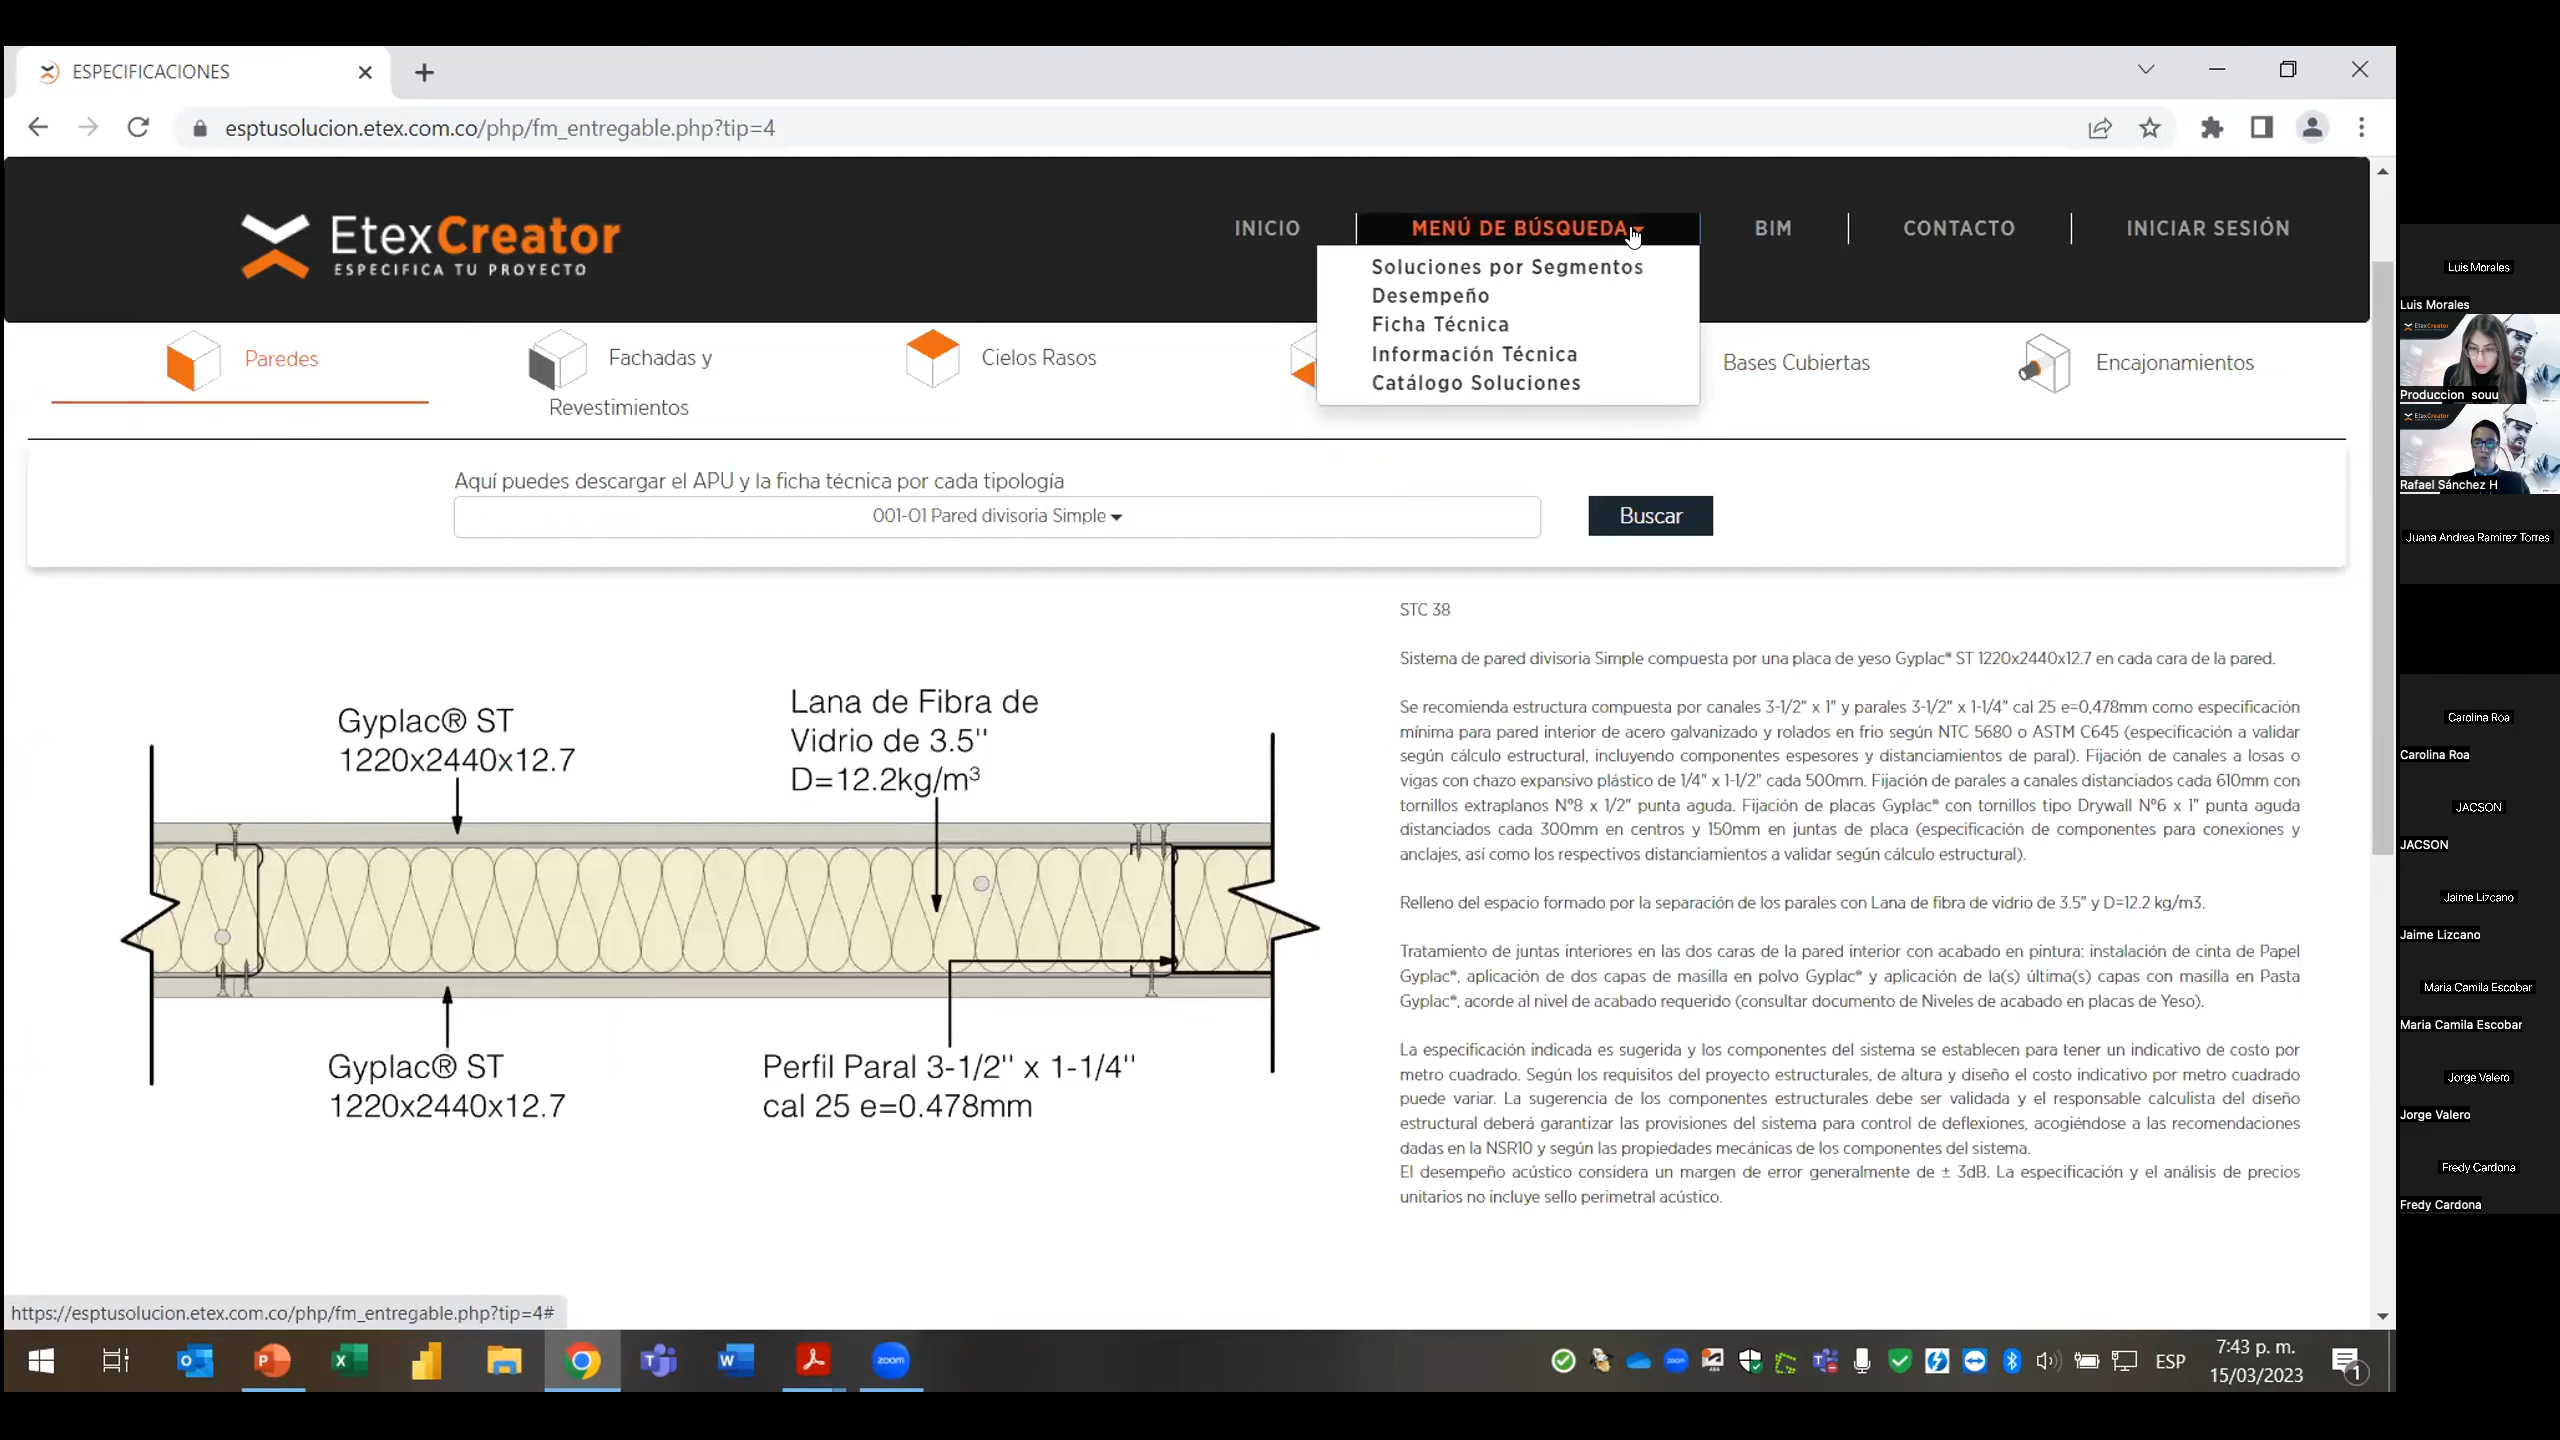 ESPECIFICACIONES
esptusolucion.etex.com.co/php/fm_entregable.php?tip=4
EtexCreator
ESPECIFICA TU PROYECTO
INICIO
MENÚ DE BÚSQUEDA
BIM
CONTACTO
INICIAR SESIÓN
Soluciones por Segmentos
Desempeño
Ficha Técnica
Información Técnica
Catálogo Soluciones
Paredes
Fachadas y
Revestimientos
Cielos Rasos
Bases Cubiertas
Encajonamientos
Aquí puedes descargar el APU y la ficha técnica por cada tipología
001-01 Pared divisoria Simple
Buscar
Gyplac® ST
1220x2440x12.7
Lana de Fibra de
Vidrio de 3.5''
D=12.2kg/m³
Gyplac® ST
1220x2440x12.7
Perfil Paral 3-1/2'' x 1-1/4''
cal 25 e=0.478mm
STC 38
Sistema de pared divisoria Simple compuesta por una placa de yeso Gyplac® ST 1220x2440x12.7 en cada cara de la pared.
Se recomienda estructura compuesta por canales 3-1/2" x 1" y parales 3-1/2" x 1-1/4" cal 25 e=0,478mm como especificación
mínima para pared interior de acero galvanizado y rolados en frio según NTC 5680 o ASTM C645 (especificación a validar
según cálculo estructural, incluyendo componentes espesores y distanciamientos de paral). Fijación de canales a losas o
vigas con chazo expansivo plástico de 1/4" x 1-1/2" cada 500mm. Fijación de parales a canales distanciados cada 610mm con
tornillos extraplanos Nº8 x 1/2" punta aguda. Fijación de placas Gyplac® con tornillos tipo Drywall Nº6 x 1" punta aguda
distanciados cada 300mm en centros y 150mm en juntas de placa (especificación de componentes para conexiones y
anclajes, así como los respectivos distanciamientos a validar según cálculo estructural).
Relleno del espacio formado por la separación de los parales con Lana de fibra de vidrio de 3.5" y D=12.2 kg/m3.
Tratamiento de juntas interiores en las dos caras de la pared interior con acabado en pintura: instalación de cinta de Papel
Gyplac®, aplicación de dos capas de masilla en polvo Gyplac® y aplicación de la(s) última(s) capas con masilla en Pasta
Gyplac®, acorde al nivel de acabado requerido (consultar documento de Niveles de acabado en placas de Yeso).
La especificación indicada es sugerida y los componentes del sistema se establecen para tener un indicativo de costo por
metro cuadrado. Según los requisitos del proyecto estructurales, de altura y diseño el costo indicativo por metro cuadrado
puede variar. La sugerencia de los componentes estructurales debe ser validada y el responsable calculista del diseño
estructural deberá garantizar las provisiones del sistema para control de deflexiones, acogiéndose a las recomendaciones
dadas en la NSR10 y según las propiedades mecánicas de los componentes del sistema.
El desempeño acústico considera un margen de error generalmente de ± 3dB. La especificación y el análisis de precios
unitarios no incluye sello perimetral acústico.
https://esptusolucion.etex.com.co/php/fm_entregable.php?tip=4#
zoom
ESP
7:43 p. m.
15/03/2023
1
Luis Morales
Luis Morales
EtexCreator
Produccion souu
EtexCreator
Rafael Sánchez H
Juana Andrea Ramirez Torres
Carolina Roa
Carolina Roa
JACSON
JACSON
Jaime Lizcano
Jaime Lizcano
Maria Camila Escobar
Maria Camila Escobar
Jorge Valero
Jorge Valero
Fredy Cardona
Fredy Cardona